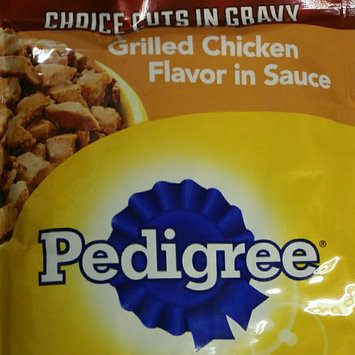 CHOICE CUTS IN GRAVY
Grilled Chicken
Flavor in Sauce
Pedigree®